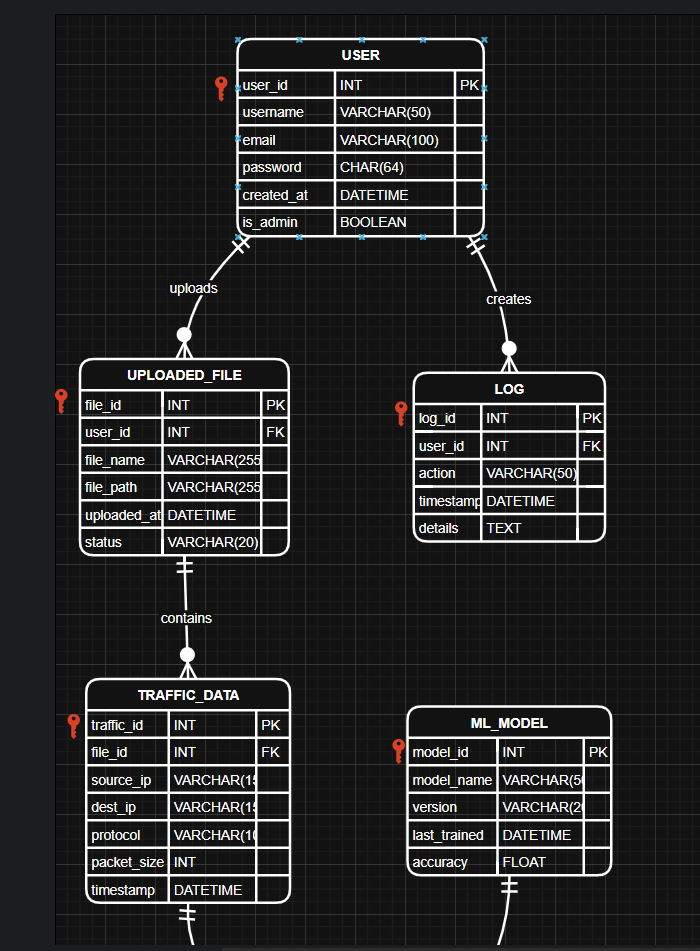 USER
user_id INT PK
username VARCHAR(50)
email VARCHAR(100)
password CHAR(64)
created_at DATETIME
is_admin BOOLEAN
uploads
creates
UPLOADED_FILE
file_id INT PK
user_id INT FK
file_name VARCHAR(255
file_path VARCHAR(255
uploaded_at DATETIME
status VARCHAR(20)
LOG
log_id INT PK
user_id INT FK
action VARCHAR(50)
timestamp DATETIME
details TEXT
contains
TRAFFIC_DATA
traffic_id INT PK
file_id INT FK
source_ip VARCHAR(15
dest_ip VARCHAR(15
protocol VARCHAR(10
packet_size INT
timestamp DATETIME
ML_MODEL
model_id INT PK
model_name VARCHAR(50
version VARCHAR(20
last_trained DATETIME
accuracy FLOAT